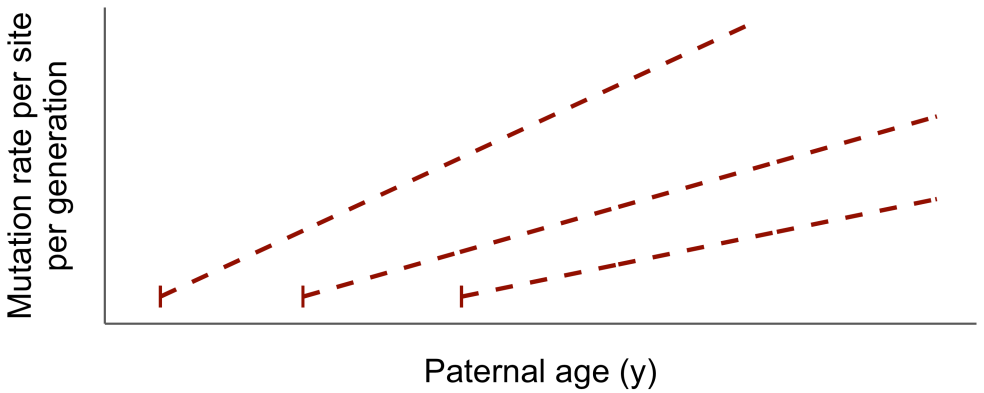 Mutation rate per site
per generation
Paternal age (y)